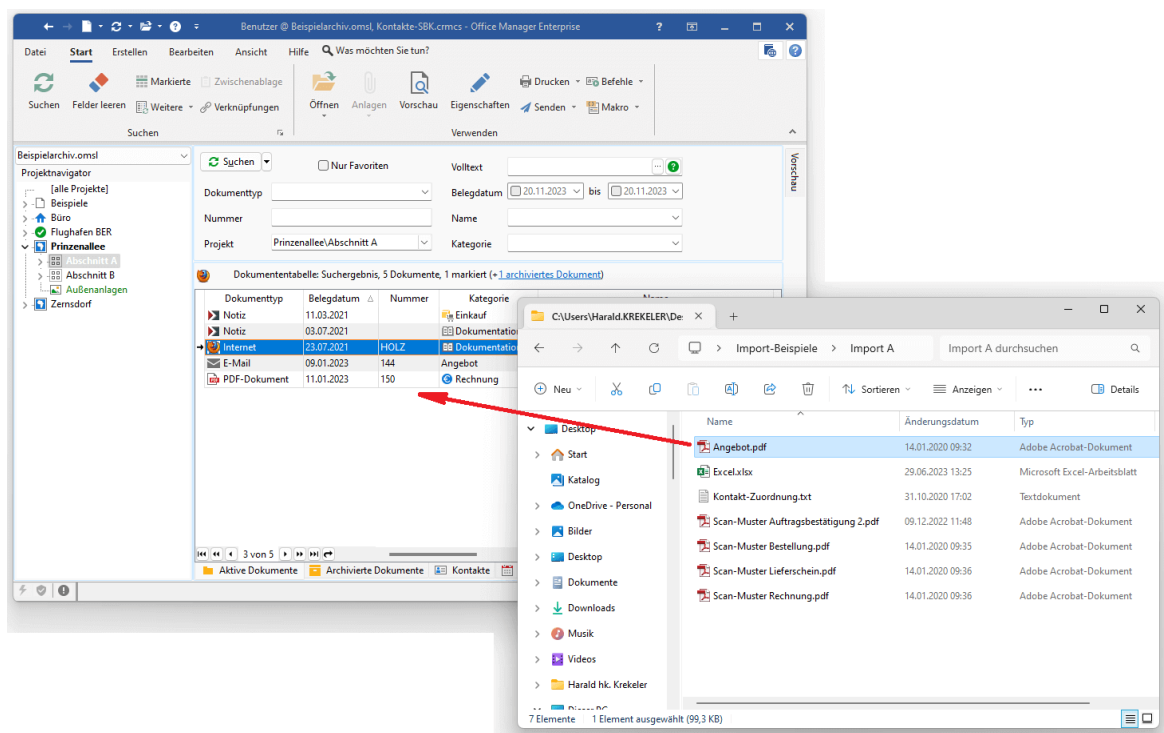 Benutzer @ Beispielarchiv.omsl, Kontakte-SBK.crmcs - Office Manager Enterprise
Datei Start Erstellen Bearbeiten Ansicht Hilfe Was möchten Sie tun?
Suchen Felder leeren Markierte Zwischenablage Weitere Verknüpfungen
Öffnen Anlagen Vorschau Eigenschaften Drucken Befehle Senden Makro
Suchen Verwenden
Beispielarchiv.omsl
Projektnavigator
[alle Projekte]
Beispiele
Büro
Flughafen BER
Prinzenallee
Abschnitt A
Abschnitt B
Außenanlagen
Zernsdorf
Suchen Nur Favoriten Volltext
Dokumenttyp Belegdatum 20.11.2023 bis 20.11.2023
Nummer Name
Projekt Prinzenallee\Abschnitt A Kategorie
Vorschau
Dokumententabelle: Suchergebnis, 5 Dokumente, 1 markiert (+1 archiviertes Dokument)
Dokumenttyp Belegdatum Nummer Kategorie
Notiz 11.03.2021 Einkauf
Notiz 03.07.2021
Internet 23.07.2021 HOLZ
E-Mail 09.01.2023 144 Angebot
PDF-Dokument 11.01.2023 150 Rechnung
3 von 5
Aktive Dokumente Archivierte Dokumente Kontakte
C:\Users\Harald.KREKELER\De
Import-Beispiele Import A Import A durchsuchen
Neu Sortieren Anzeigen Details
Desktop
Start
Katalog
OneDrive - Personal
Bilder
Desktop
Dokumente
Downloads
Musik
Videos
Harald hk. Krekeler
Name Änderungsdatum Typ
Angebot.pdf 14.01.2020 09:32 Adobe Acrobat-Dokument
Excel.xlsx 29.06.2023 13:25 Microsoft Excel-Arbeitsblatt
Kontakt-Zuordnung.txt 31.10.2020 17:02 Textdokument
Scan-Muster Auftragsbestätigung 2.pdf 09.12.2022 11:48 Adobe Acrobat-Dokument
Scan-Muster Bestellung.pdf 14.01.2020 09:35 Adobe Acrobat-Dokument
Scan-Muster Lieferschein.pdf 14.01.2020 09:36 Adobe Acrobat-Dokument
Scan-Muster Rechnung.pdf 14.01.2020 09:36 Adobe Acrobat-Dokument
7 Elemente 1 Element ausgewählt (99,3 KB)